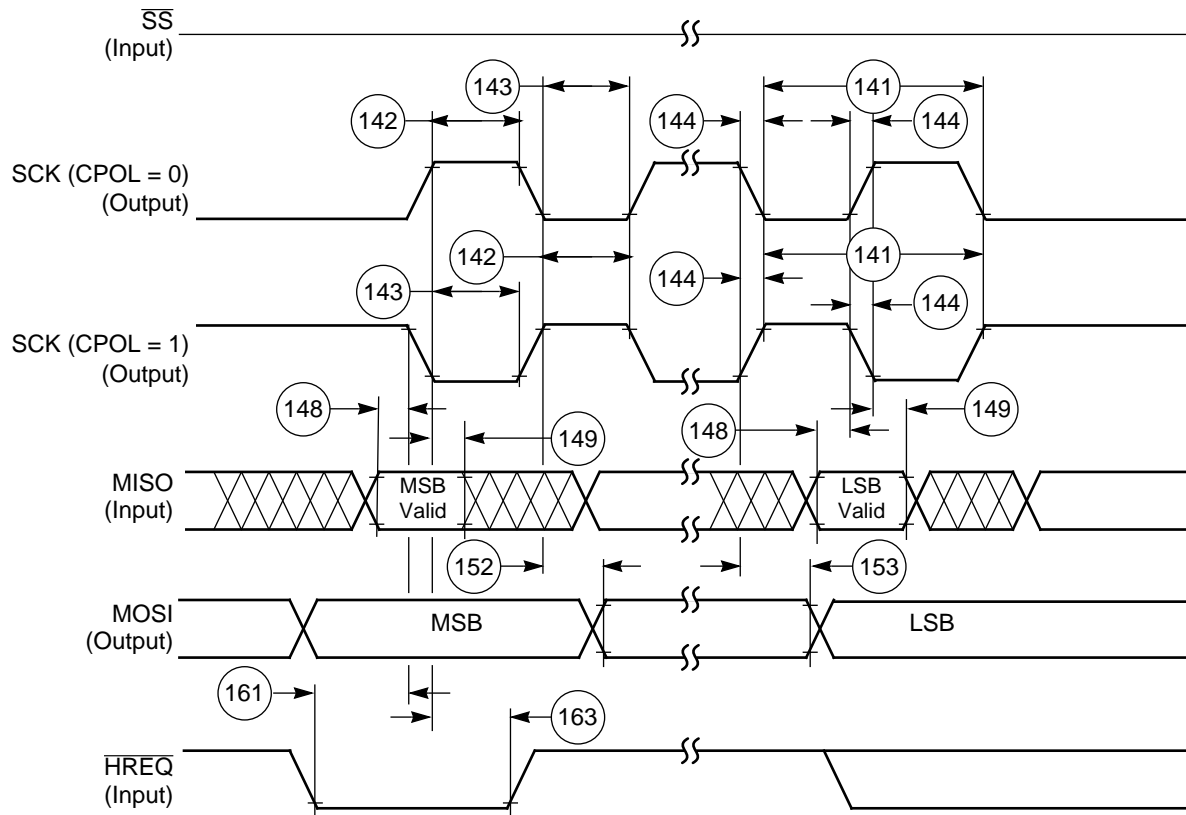 S̅S̅
(Input)
143
141
142
144
144
SCK (CPOL = 0)
(Output)
142
141
143
144
144
SCK (CPOL = 1)
(Output)
148
149
148
149
MISO
(Input)
MSB
Valid
LSB
Valid
152
153
MOSI
(Output)
MSB
LSB
161
163
H̅R̅E̅Q̅
(Input)